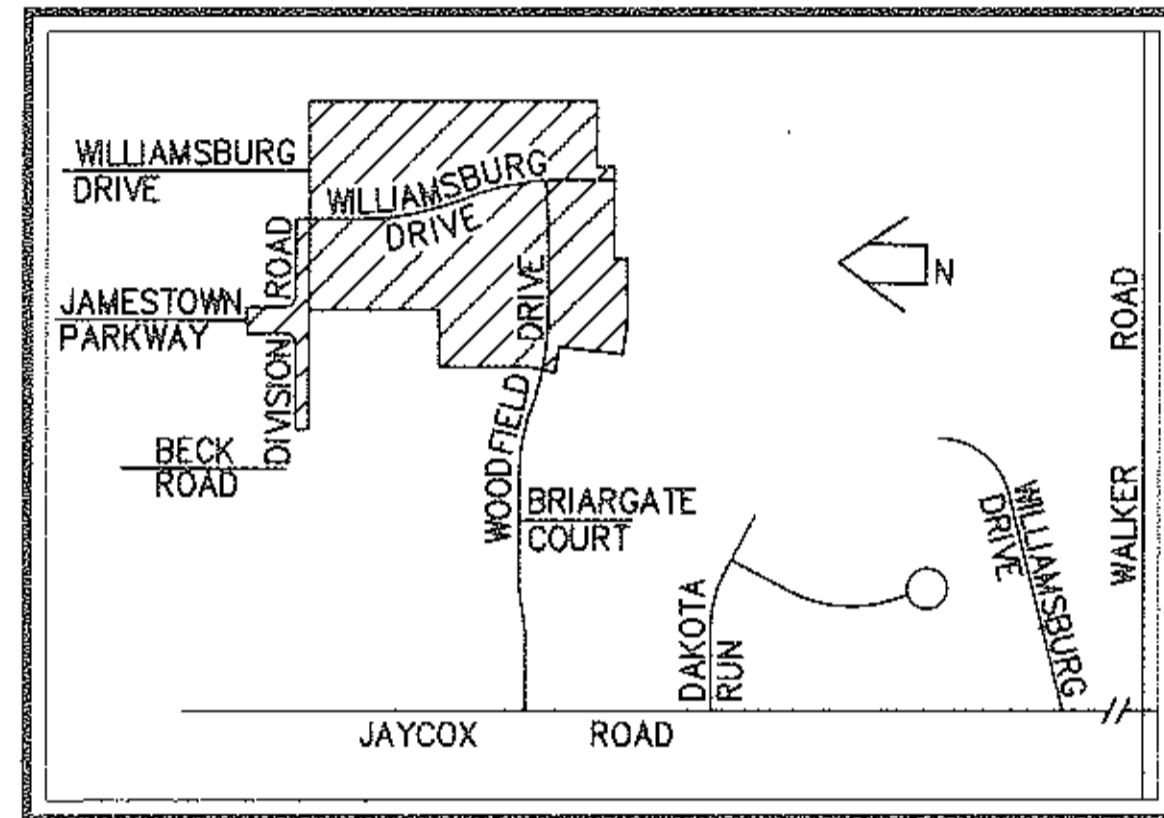 WILLIAMSBURG
DRIVE
WILLIAMSBURG
DRIVE
DIVISION ROAD
JAMESTOWN
PARKWAY
BECK
ROAD
WOODFIELD DRIVE
BRIARGATE
COURT
N
WALKER ROAD
WILLIAMSBURG
DRIVE
DAKOTA
RUN
JAYCOX ROAD